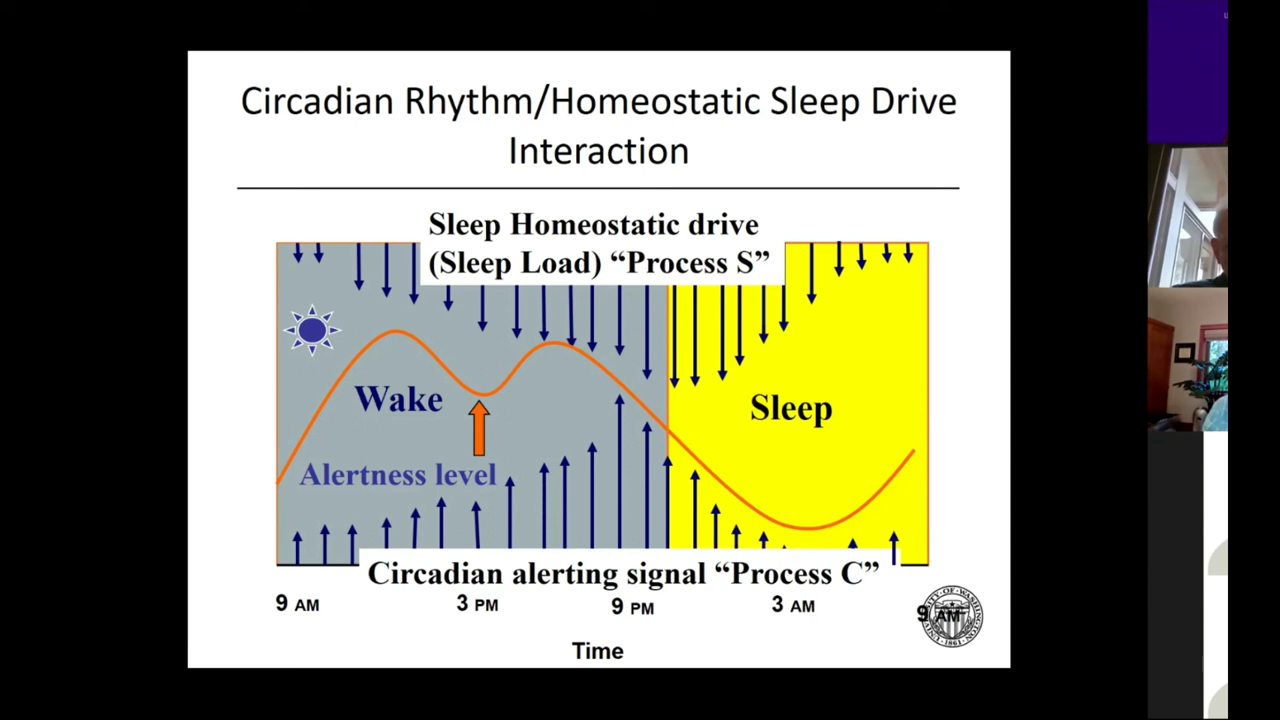 Circadian Rhythm/Homeostatic Sleep Drive
Interaction
Sleep Homeostatic drive
(Sleep Load) “Process S”
Wake
Sleep
Alertness level
Circadian alerting signal “Process C”
9 AM
3 PM
9 PM
3 AM
9 AM
Time